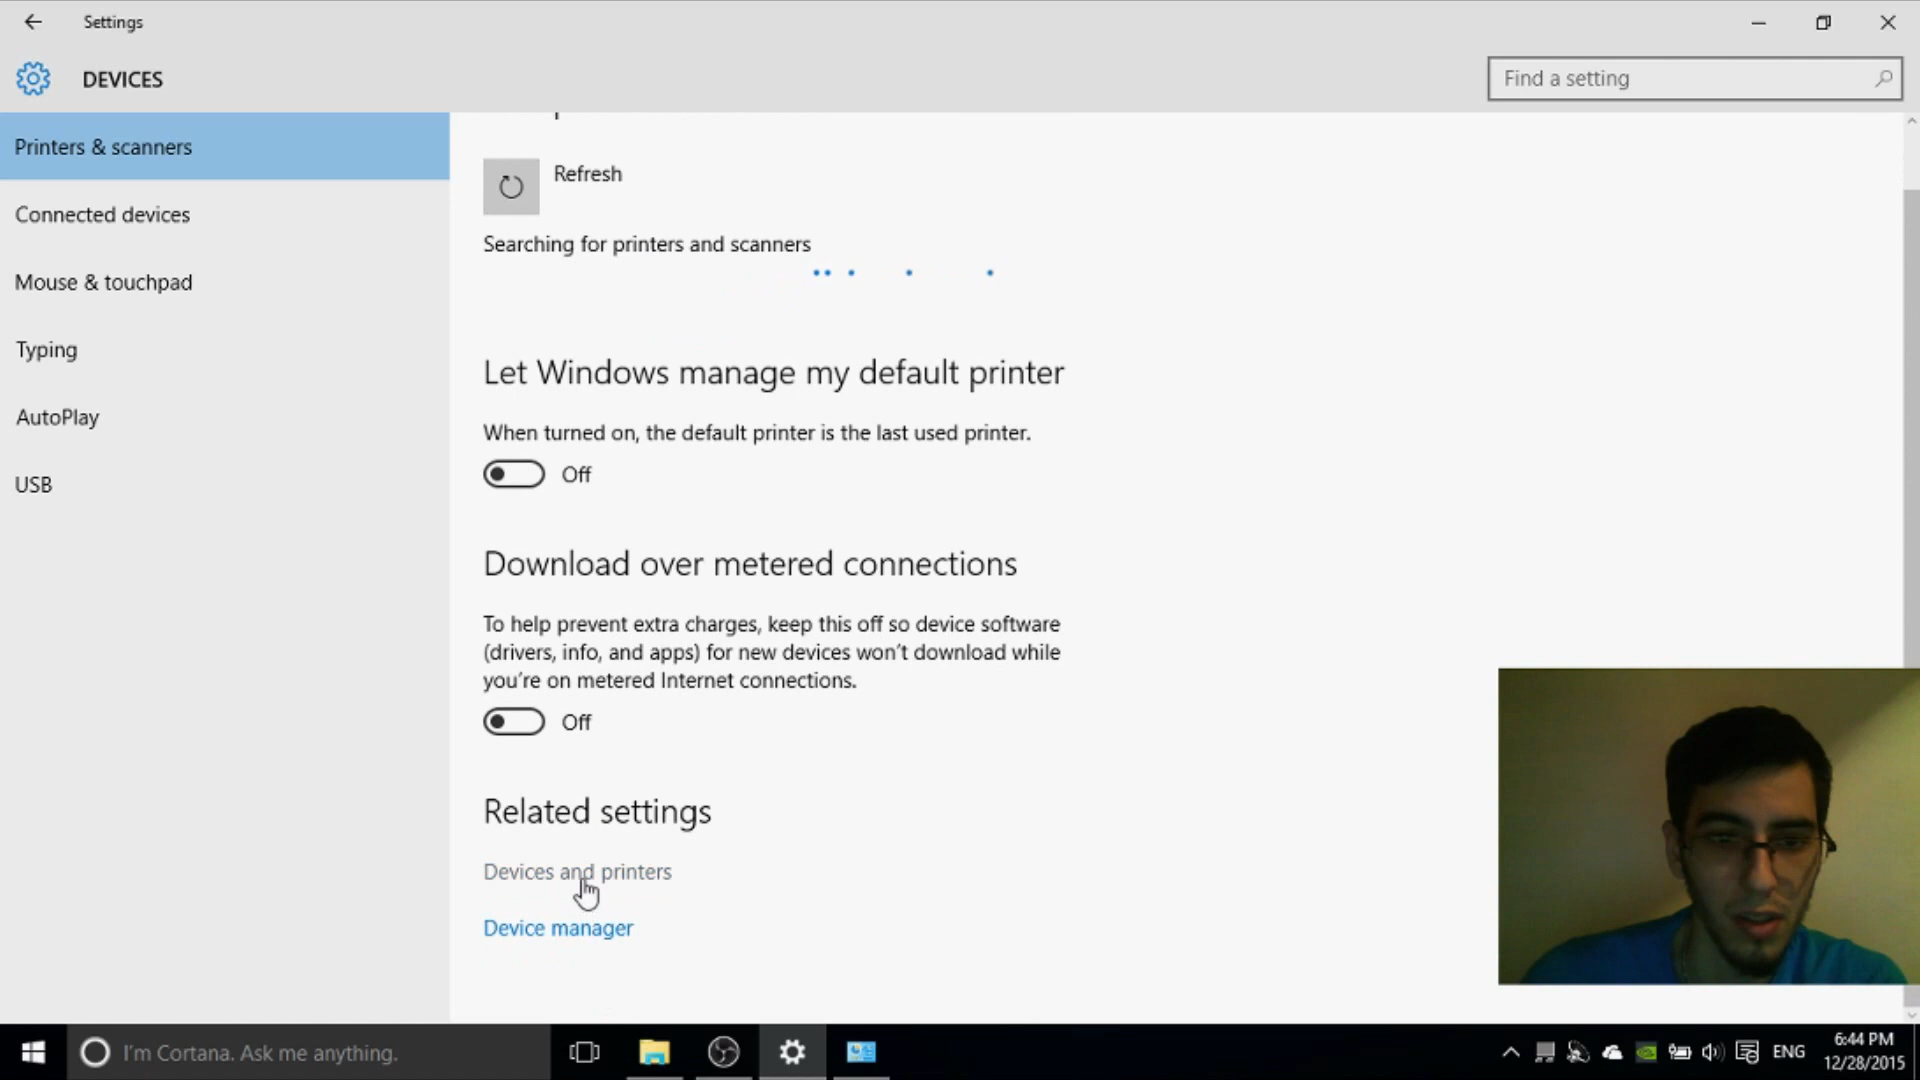 Settings
DEVICES
Find a setting
Printers & scanners
Connected devices
Mouse & touchpad
Typing
AutoPlay
USB
Refresh
Searching for printers and scanners
Let Windows manage my default printer
When turned on, the default printer is the last used printer.
Off
Download over metered connections
To help prevent extra charges, keep this off so device software
(drivers, info, and apps) for new devices won't download while
you're on metered Internet connections.
Off
Related settings
Devices and printers
Device manager
I'm Cortana. Ask me anything.
ENG
6:44 PM
12/28/2015